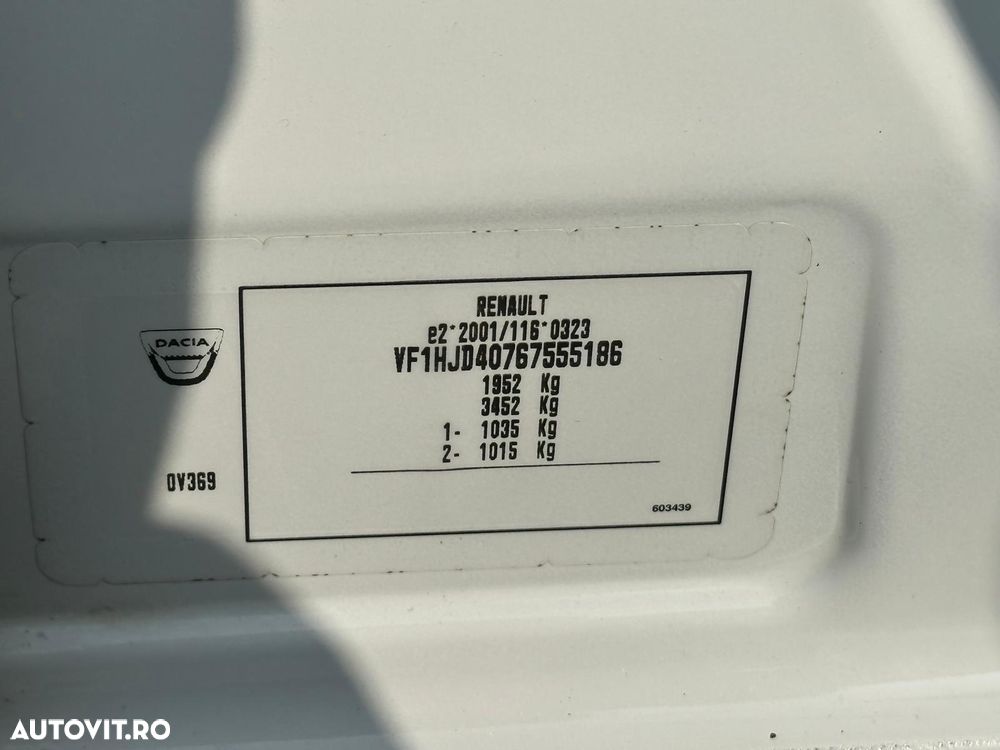 RENAULT
e2*2001/116*0323
VF1HJD40767555186
1952 Kg
3452 Kg
1- 1035 Kg
2- 1015 Kg
DACIA
0V369
603439
AUTOVIT.RO